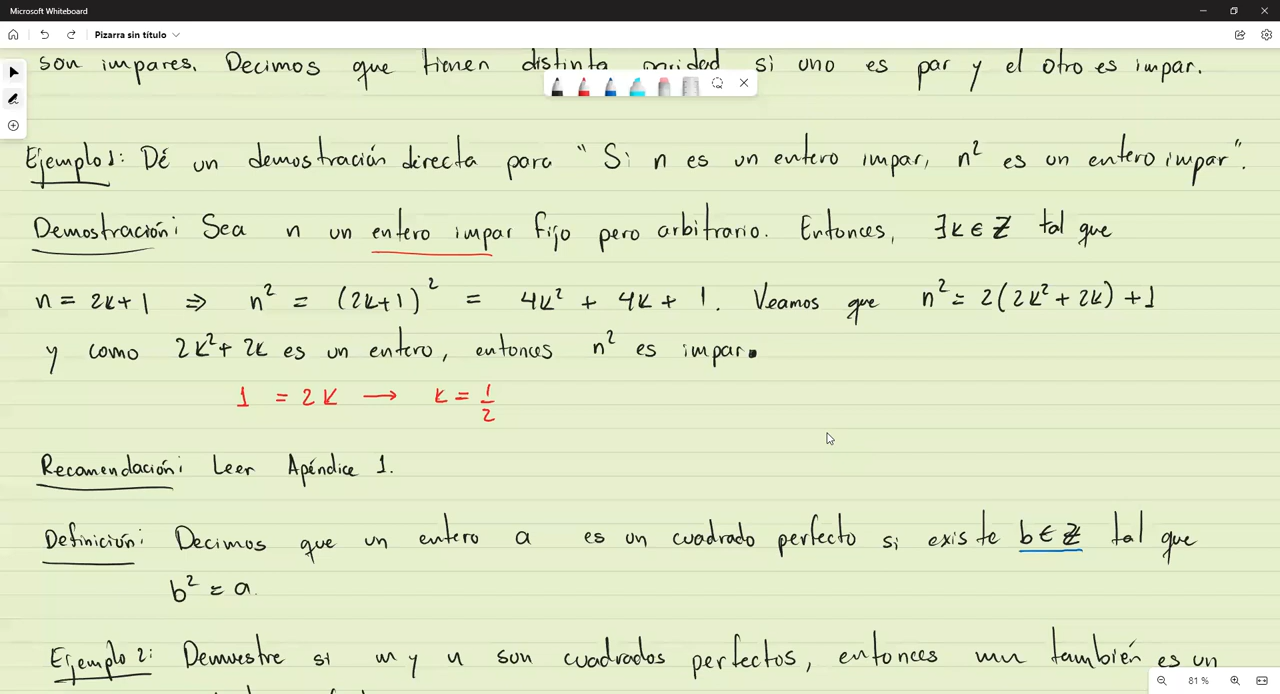 Microsoft Whiteboard
Pizarra sin título
son impares. Decimos que tienen distinta paridad si uno es par y el otro es impar.
Ejemplo 1: Dé un demostración directa para "Si n es un entero impar, n² es un entero impar".
Demostración: Sea n un entero impar fijo pero arbitrario. Entonces, ∃k∈ℤ tal que
n = 2k+1 ⇒ n² = (2k+1)² = 4k² + 4k + 1. Veamos que n² = 2(2k² + 2k) + 1
y como 2k² + 2k es un entero, entonces n² es impar.
1 = 2k → k = 1/2
Recomendación: Leer Apéndice 1.
Definición: Decimos que un entero a es un cuadrado perfecto si existe b∈ℤ tal que
b² = a.
Ejemplo 2: Demuestre si m y n son cuadrados perfectos, entonces mn también es un
81 %